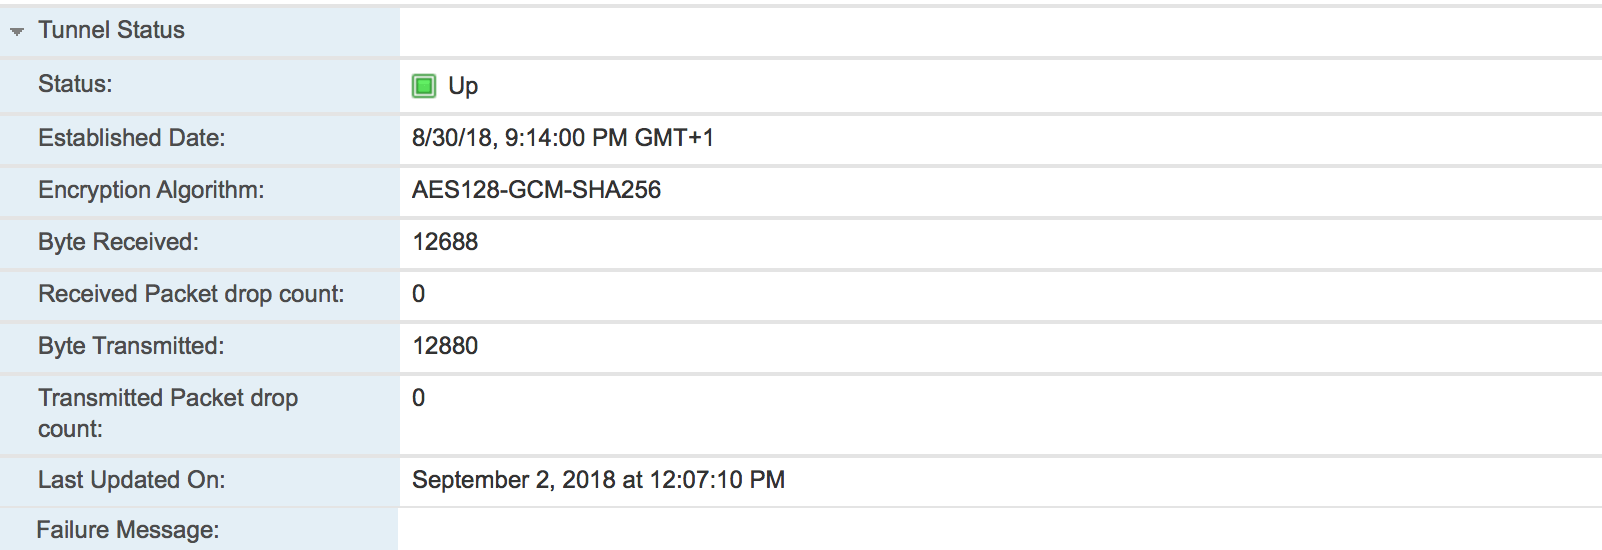 Tunnel Status
Status: Up
Established Date: 8/30/18, 9:14:00 PM GMT+1
Encryption Algorithm: AES128-GCM-SHA256
Byte Received: 12688
Received Packet drop count: 0
Byte Transmitted: 12880
Transmitted Packet drop 0
count:
Last Updated On: September 2, 2018 at 12:07:10 PM
Failure Message: